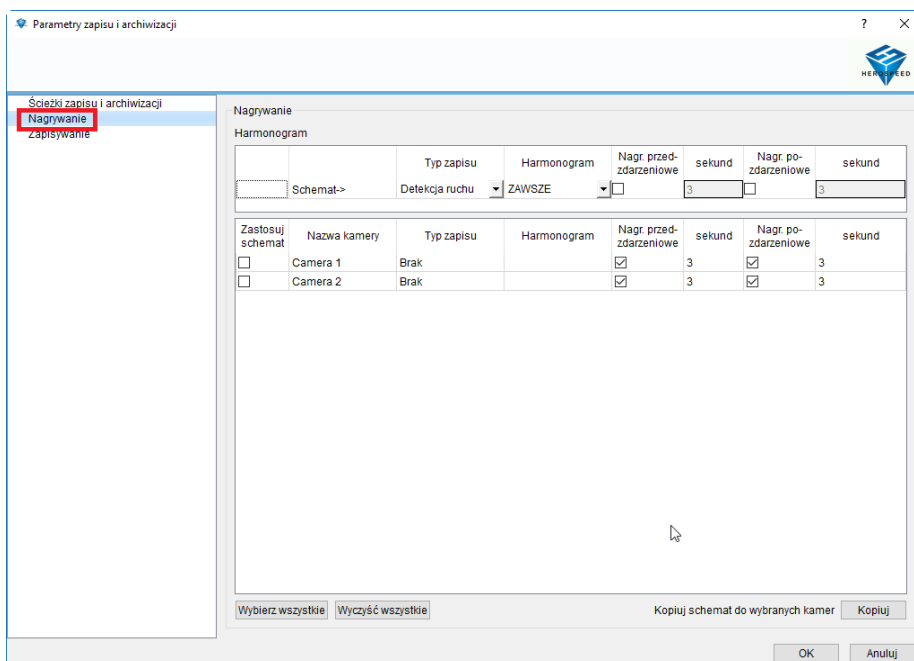 Parametry zapisu i archiwizacji
?
HEROSPEED
Ścieżki zapisu i archiwizacji
Nagrywanie
Zapisywanie
Nagrywanie
Harmonogram
Typ zapisu Harmonogram Nagr. przed-zdarzeniowe sekund Nagr. po-zdarzeniowe sekund
Schemat-> Detekcja ruchu ZAWSZE 3 3
Zastosuj schemat Nazwa kamery Typ zapisu Harmonogram Nagr. przed-zdarzeniowe sekund Nagr. po-zdarzeniowe sekund
Camera 1 Brak 3 3
Camera 2 Brak 3 3
Wybierz wszystkie Wyczyść wszystkie Kopiuj schemat do wybranych kamer Kopiuj
OK Anuluj